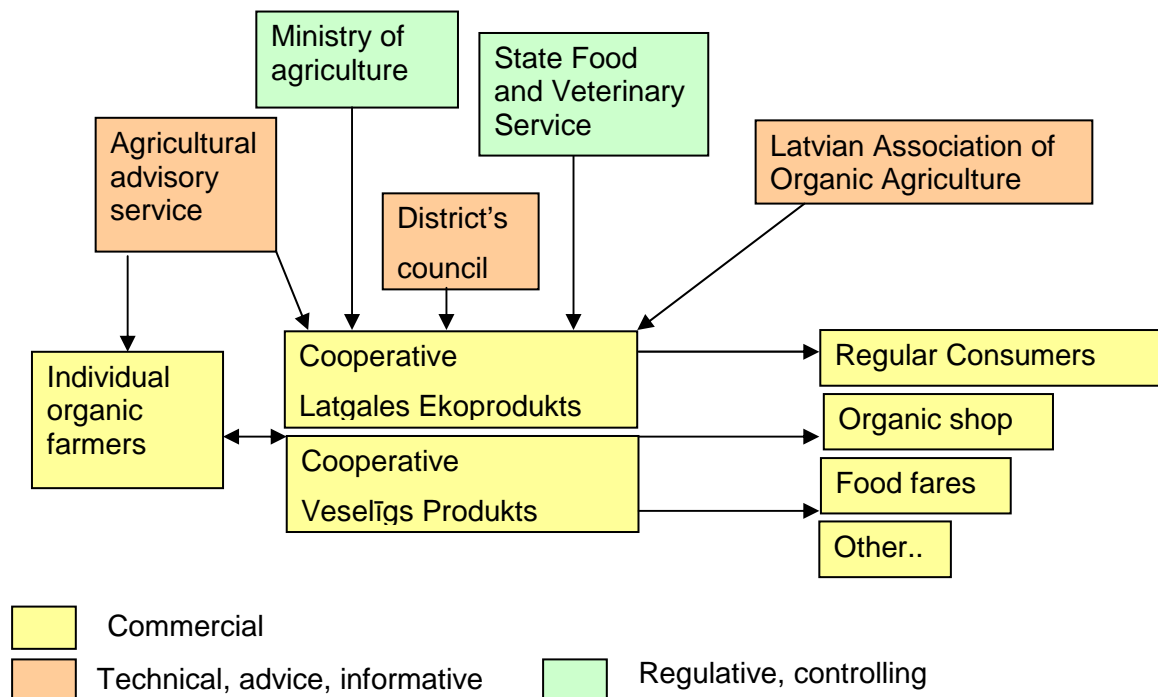 Ministry of
agriculture
State Food
and Veterinary
Service
Agricultural
advisory
service
Latvian Association of
Organic Agriculture
District’s
council
Cooperative
Latgales Ekoprodukts
Regular Consumers
Individual
organic
farmers
Organic shop
Cooperative
Veselīgs Produkts
Food fares
Other..
Commercial
Technical, advice, informative
Regulative, controlling